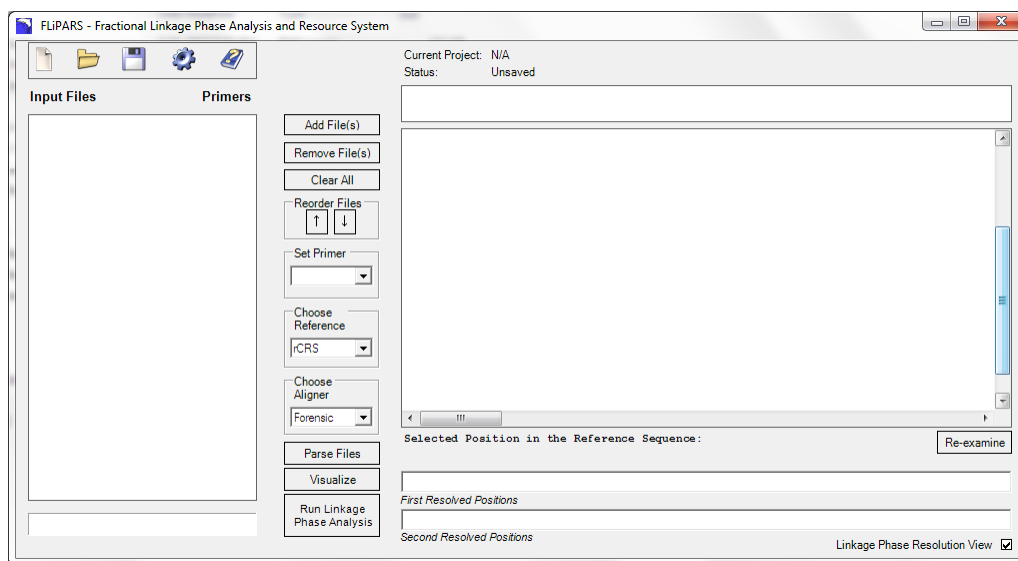 FLiPARS - Fractional Linkage Phase Analysis and Resource System
Current Project: N/A
Status: Unsaved
Input Files Primers
Add File(s)
Remove File(s)
Clear All
Reorder Files
↑ ↓
Set Primer
Choose
Reference
rCRS
Choose
Aligner
Forensic
Parse Files
Visualize
Run Linkage
Phase Analysis
Selected Position in the Reference Sequence:
Re-examine
First Resolved Positions
Second Resolved Positions
Linkage Phase Resolution View